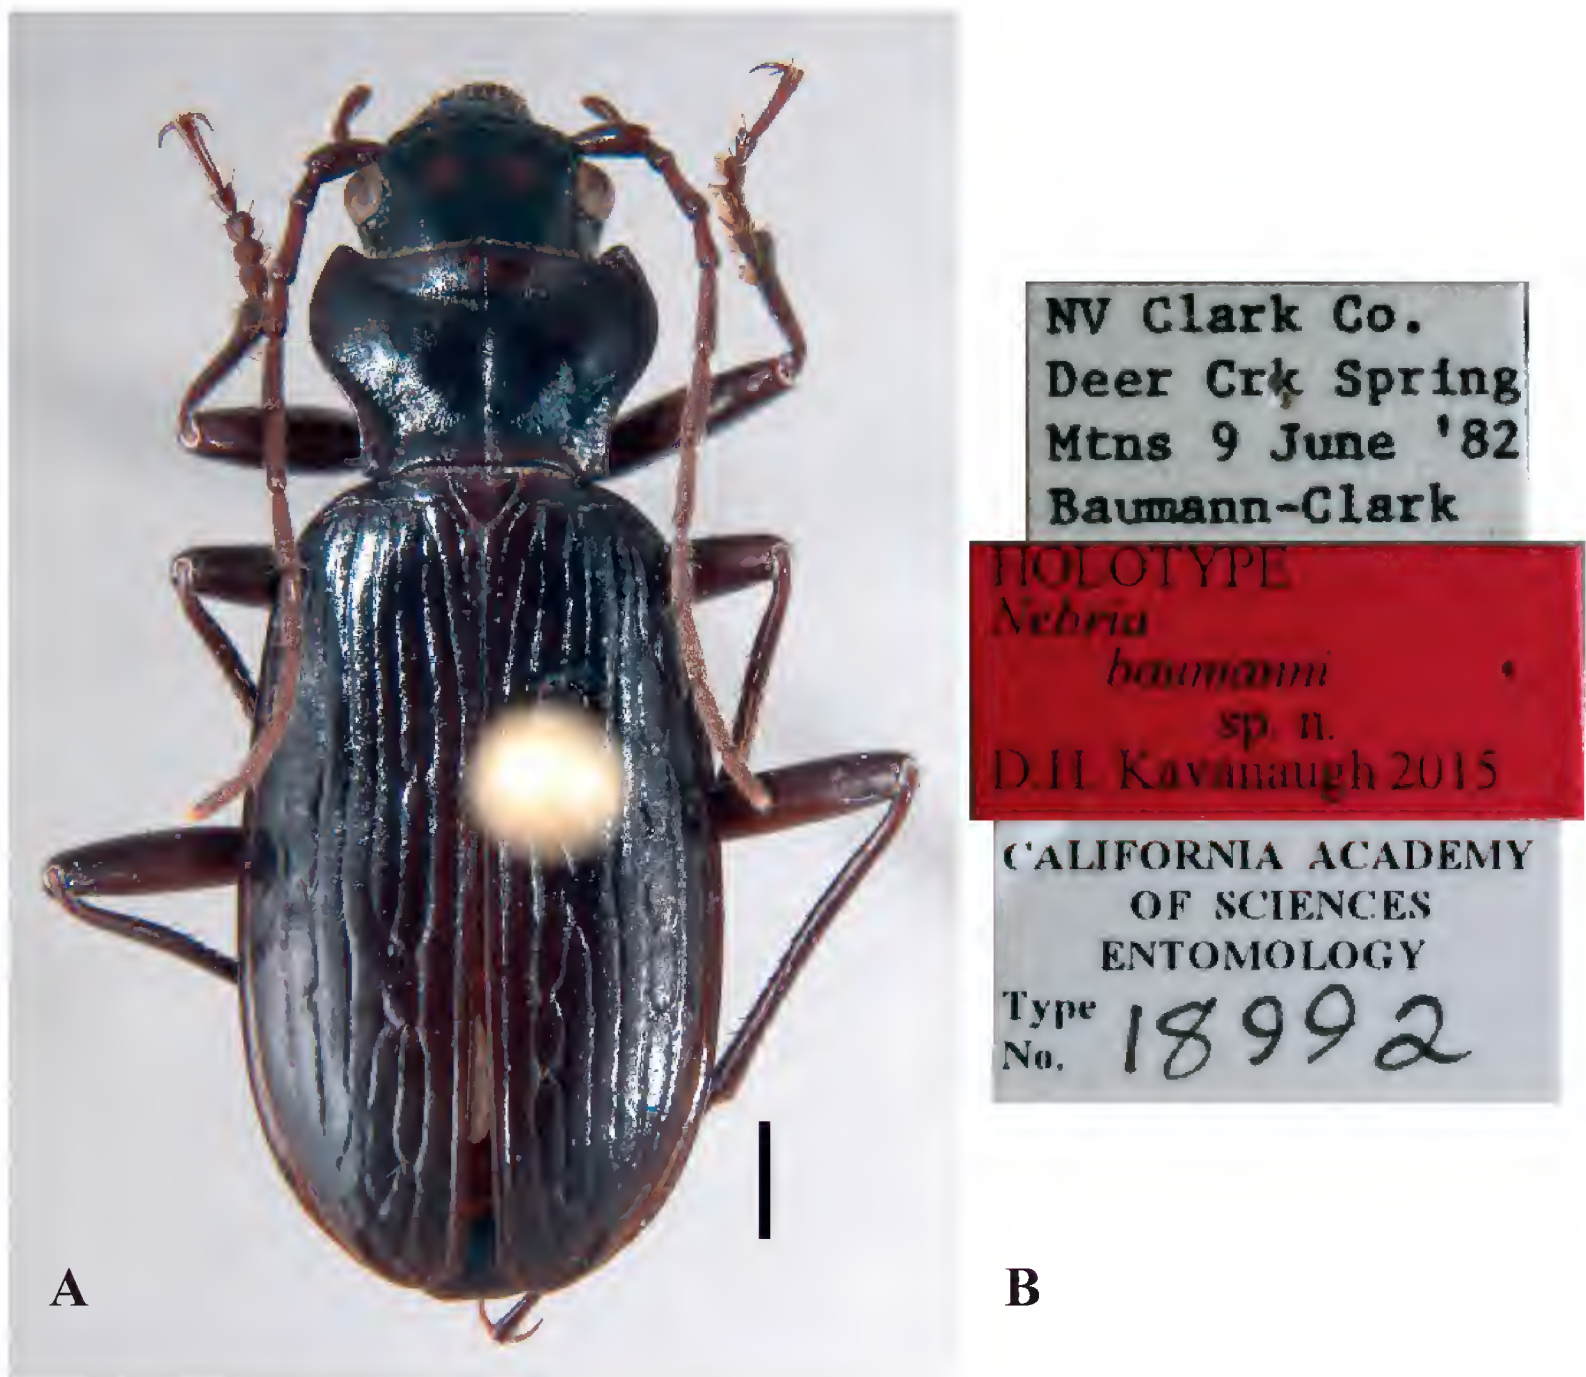 NV Clark Co.
Deer Crk Spring
Mtns 9 June '82
Baumann-Clark
HOLOTYPE
Nebria
baumanni
sp. n.
D.H. Kavanaugh 2015
CALIFORNIA ACADEMY
OF SCIENCES
ENTOMOLOGY
Type
No. 18992
A
B